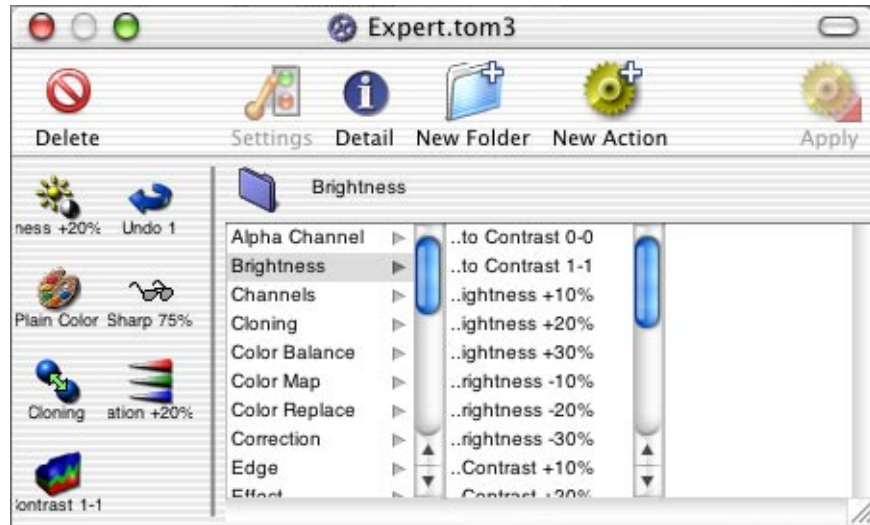 Expert.tom3
Delete
Settings
Detail
New Folder
New Action
Apply
ness +20%
Undo 1
Plain Color
Sharp 75%
Cloning
ation +20%
ontrast 1-1
Brightness
Alpha Channel
Brightness
Channels
Cloning
Color Balance
Color Map
Color Replace
Correction
Edge
Effect
..to Contrast 0-0
..to Contrast 1-1
..ightness +10%
..ightness +20%
..ightness +30%
..rightness -10%
..rightness -20%
..rightness -30%
..Contrast +10%
..Contrast +20%